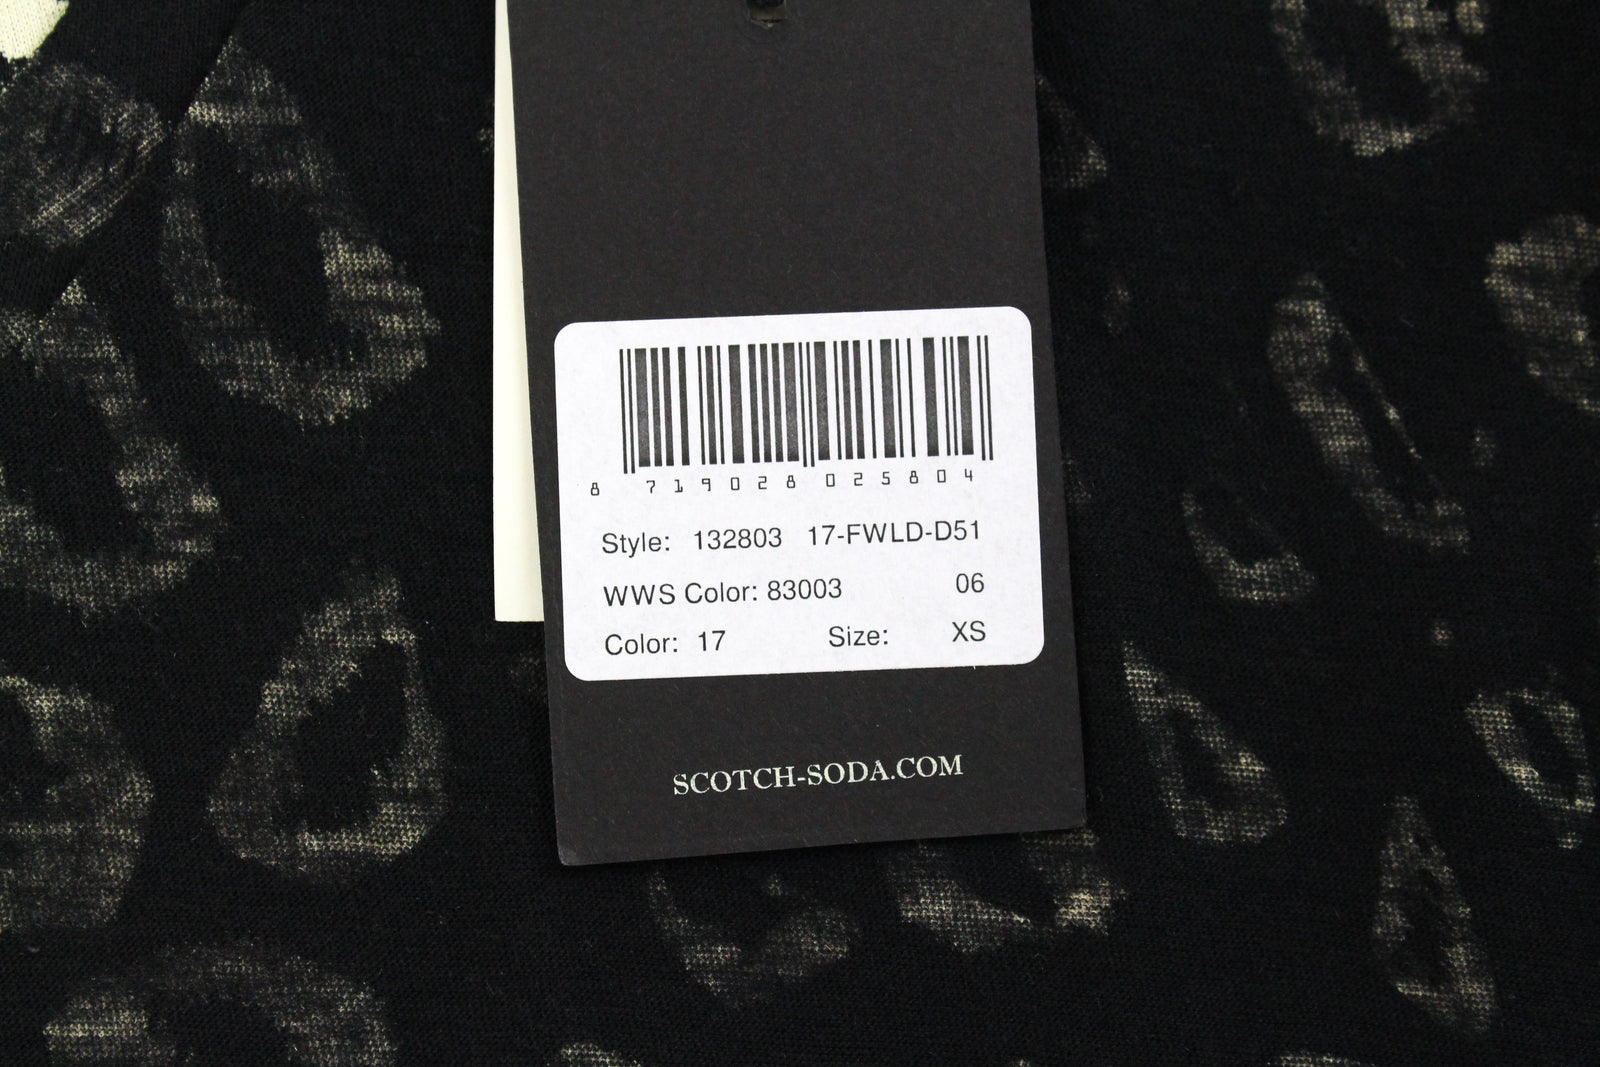 8 719028 025804
Style: 132803 17-FWLD-D51
WWS Color: 83003 06
Color: 17 Size: XS
SCOTCH-SODA.COM